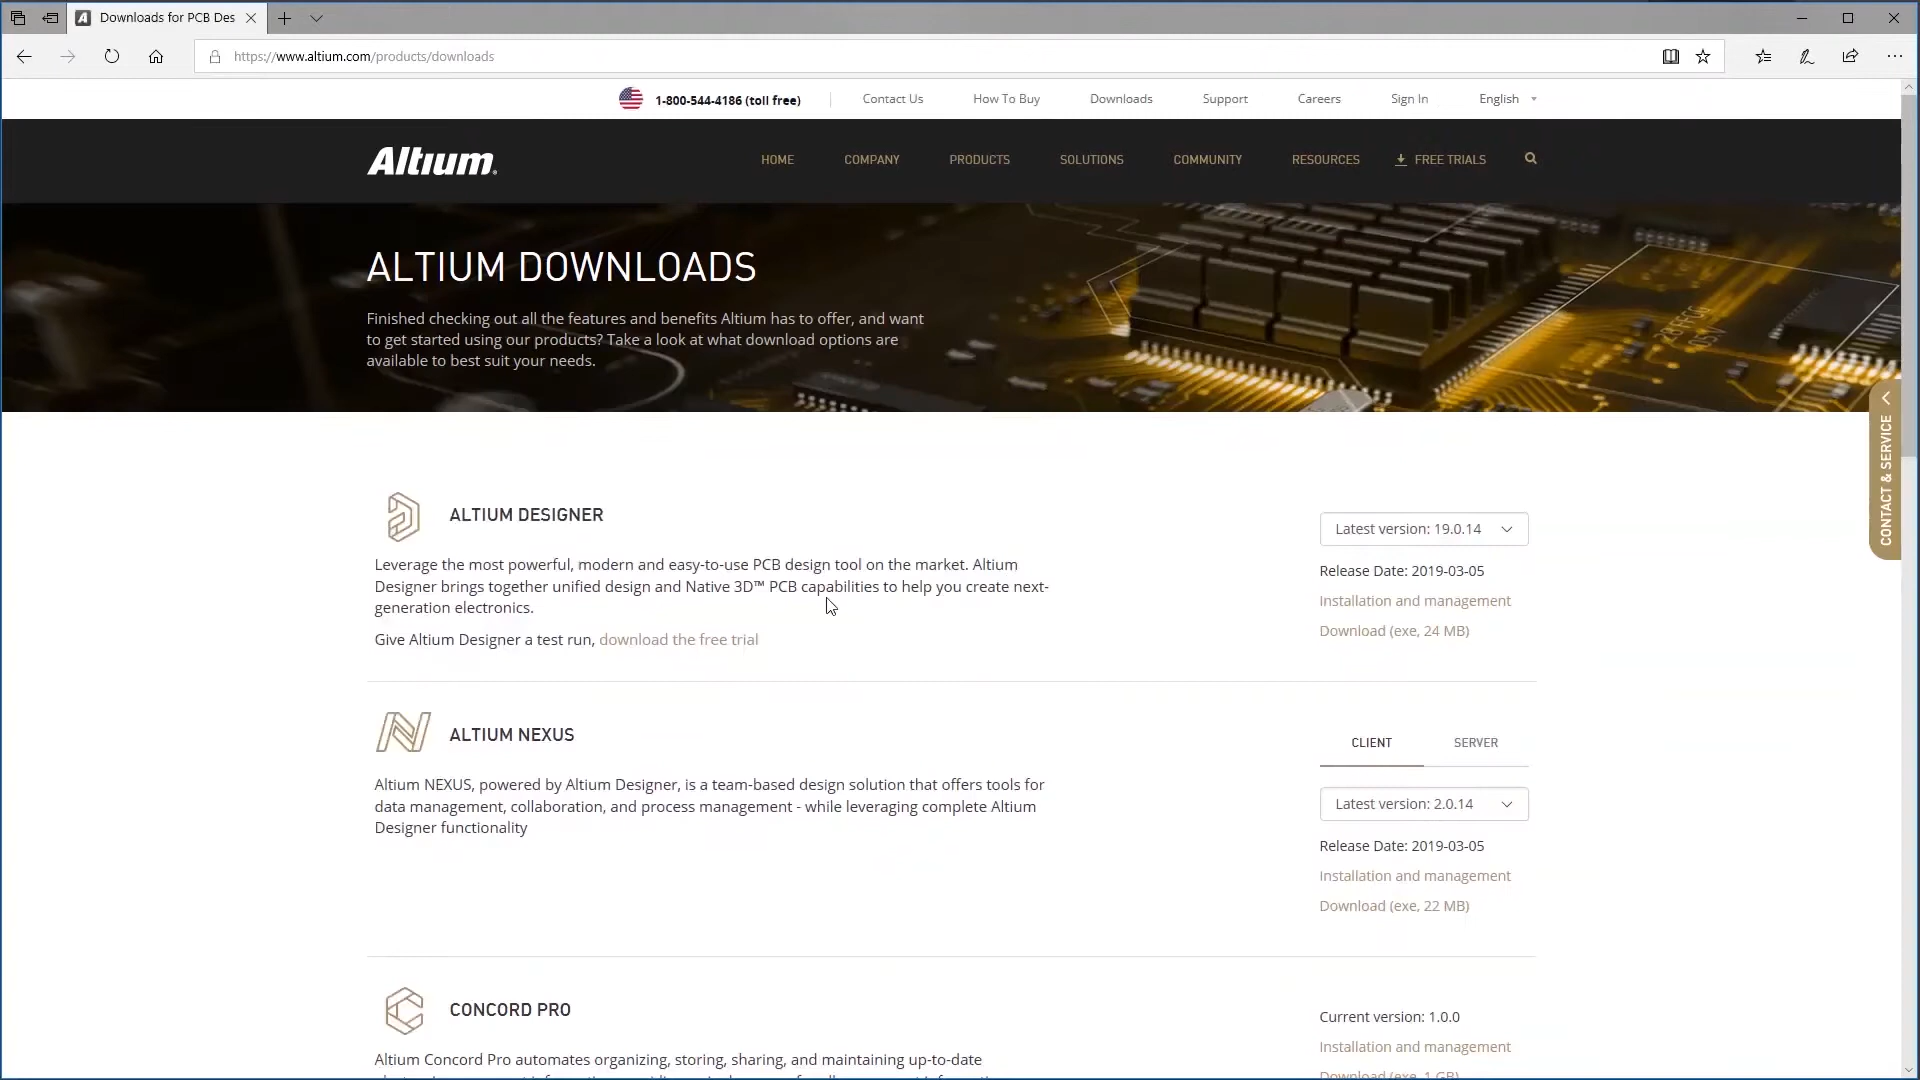 Downloads for PCB Des
https://www.altium.com/products/downloads
1-800-544-4186 (toll free)
Contact Us
How To Buy
Downloads
Support
Careers
Sign In
English
Altium
HOME
COMPANY
PRODUCTS
SOLUTIONS
COMMUNITY
RESOURCES
FREE TRIALS
ALTIUM DOWNLOADS
Finished checking out all the features and benefits Altium has to offer, and want
to get started using our products? Take a look at what download options are
available to best suit your needs.
CONTACT & SERVICE
ALTIUM DESIGNER
Leverage the most powerful, modern and easy-to-use PCB design tool on the market. Altium
Designer brings together unified design and Native 3D™ PCB capabilities to help you create next-
generation electronics.
Give Altium Designer a test run, download the free trial
Latest version: 19.0.14
Release Date: 2019-03-05
Installation and management
Download (exe, 24 MB)
ALTIUM NEXUS
Altium NEXUS, powered by Altium Designer, is a team-based design solution that offers tools for
data management, collaboration, and process management - while leveraging complete Altium
Designer functionality
CLIENT
SERVER
Latest version: 2.0.14
Release Date: 2019-03-05
Installation and management
Download (exe, 22 MB)
CONCORD PRO
Altium Concord Pro automates organizing, storing, sharing, and maintaining up-to-date
Current version: 1.0.0
Installation and management
Download (exe, 1 GB)